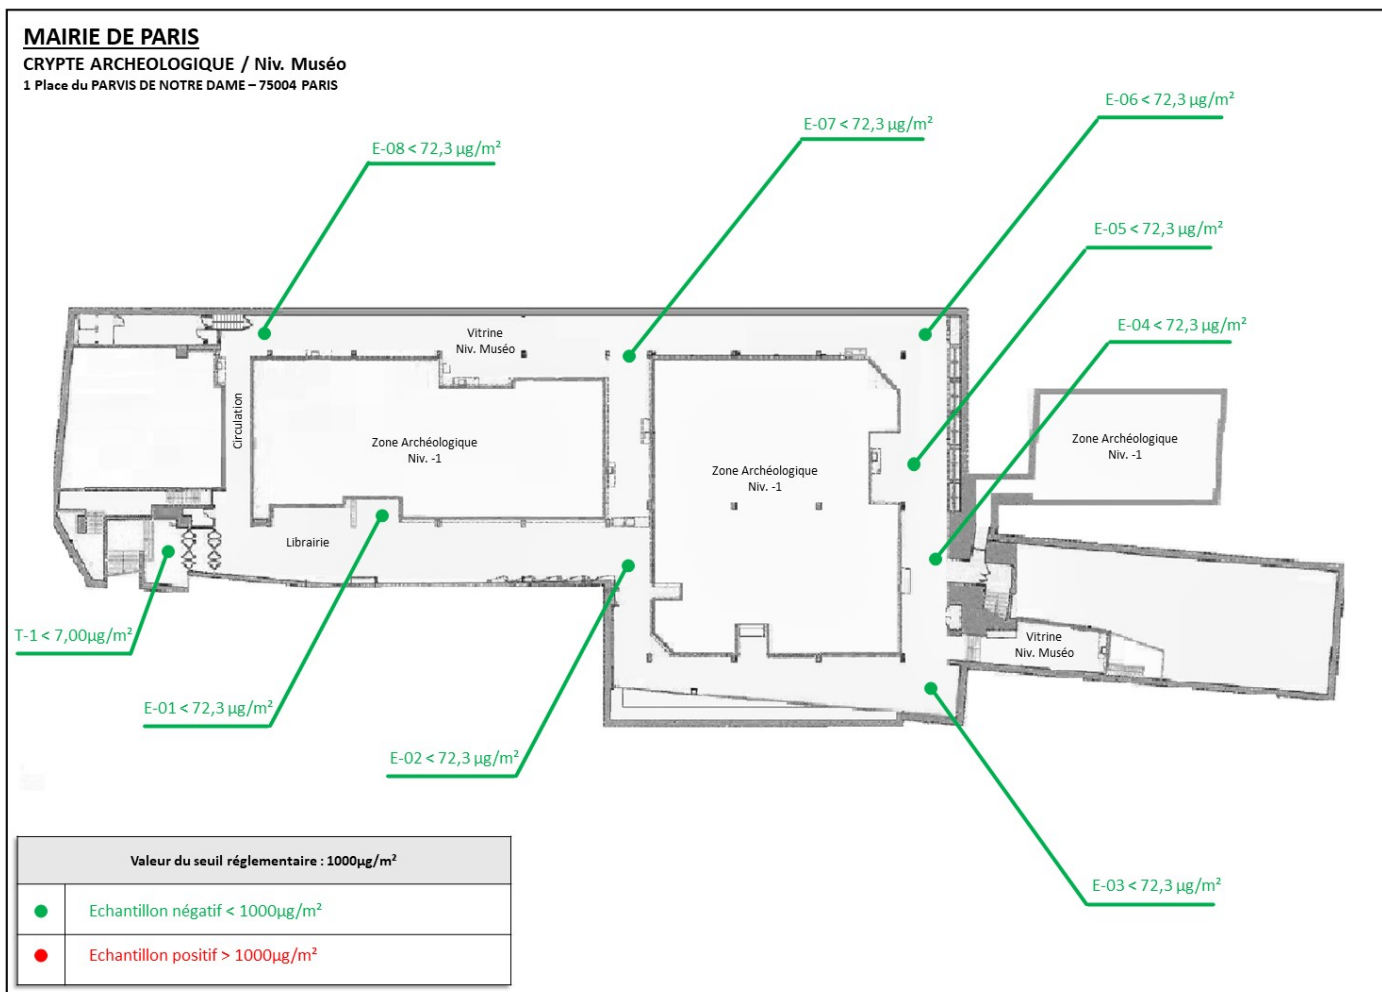 MAIRIE DE PARIS
CRYPTE ARCHEOLOGIQUE / Niv. Muséo
1 Place du PARVIS DE NOTRE DAME – 75004 PARIS
E-06 < 72,3 µg/m²
E-07 < 72,3 µg/m²
E-08 < 72,3 µg/m²
E-05 < 72,3 µg/m²
E-04 < 72,3 µg/m²
Vitrine
Niv. Muséo
Circulation
Zone Archéologique
Niv. -1
Zone Archéologique
Niv. -1
Zone Archéologique
Niv. -1
Librairie
T-1 < 7,00µg/m²
Vitrine
Niv. Muséo
E-01 < 72,3 µg/m²
E-02 < 72,3 µg/m²
E-03 < 72,3 µg/m²
Valeur du seuil réglementaire : 1000µg/m²
Echantillon négatif < 1000µg/m²
Echantillon positif > 1000µg/m²